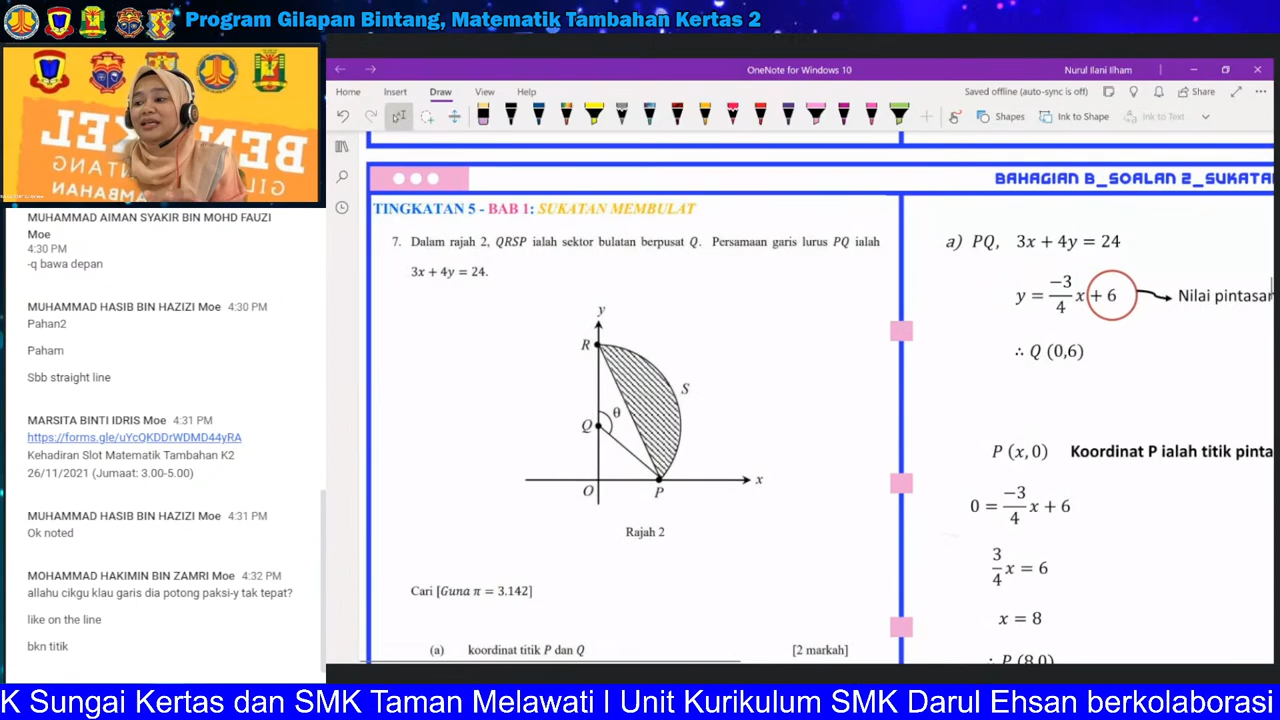 Program Gilapan Bintang, Matematik Tambahan Kertas 2
MUHAMMAD AIMAN SYAKIR BIN MOHD FAUZI
Moe
4:30 PM
-q bawa depan
MUHAMMAD HASIB BIN HAZIZI Moe 4:30 PM
Pahan2
Paham
Sbb straight line
MARSITA BINTI IDRIS Moe 4:31 PM
https://forms.gle/uYcQKDDrWDMD44yRA
Kehadiran Slot Matematik Tambahan K2
26/11/2021 (Jumaat: 3.00-5.00)
MUHAMMAD HASIB BIN HAZIZI Moe 4:31 PM
Ok noted
MOHAMMAD HAKIMIN BIN ZAMRI Moe 4:32 PM
allahu cikgu klau garis dia potong paksi-y tak tepat?
like on the line
bkn titik
OneNote for Windows 10
Nurul Ilani Ilham
Home Insert Draw View Help
Saved offline (auto-sync is off)
Share
Shapes Ink to Shape Ink to Text
BAHAGIAN B_SOALAN 2_SUKATA
TINGKATAN 5 - BAB 1: SUKATAN MEMBULAT
7. Dalam rajah 2, QRSP ialah sektor bulatan berpusat Q. Persamaan garis lurus PQ ialah
3x + 4y = 24.
y
R
S
θ
Q
O
P
x
Rajah 2
Cari [Guna π = 3.142]
(a) koordinat titik P dan Q [2 markah]
a) PQ, 3x + 4y = 24
y = −3/4 x + 6 Nilai pintasan
∴ Q (0,6)
P (x, 0) Koordinat P ialah titik pinta
0 = −3/4 x + 6
3/4 x = 6
x = 8
∴ P (8,0)
K Sungai Kertas dan SMK Taman Melawati I Unit Kurikulum SMK Darul Ehsan berkolaborasi